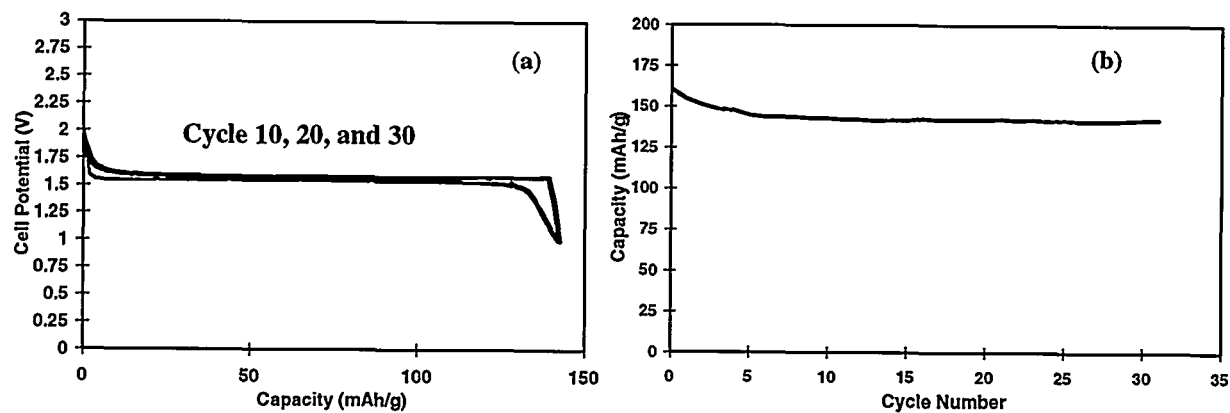 3
2.75
2.5
2.25
2
1.75
1.5
1.25
1
0.75
0.5
0.25
0
Cell Potential (V)
(a)
Cycle 10, 20, and 30
0 50 100 150
Capacity (mAh/g)
200
175
150
125
100
75
50
25
0
Capacity (mAh/g)
(b)
0 5 10 15 20 25 30 35
Cycle Number